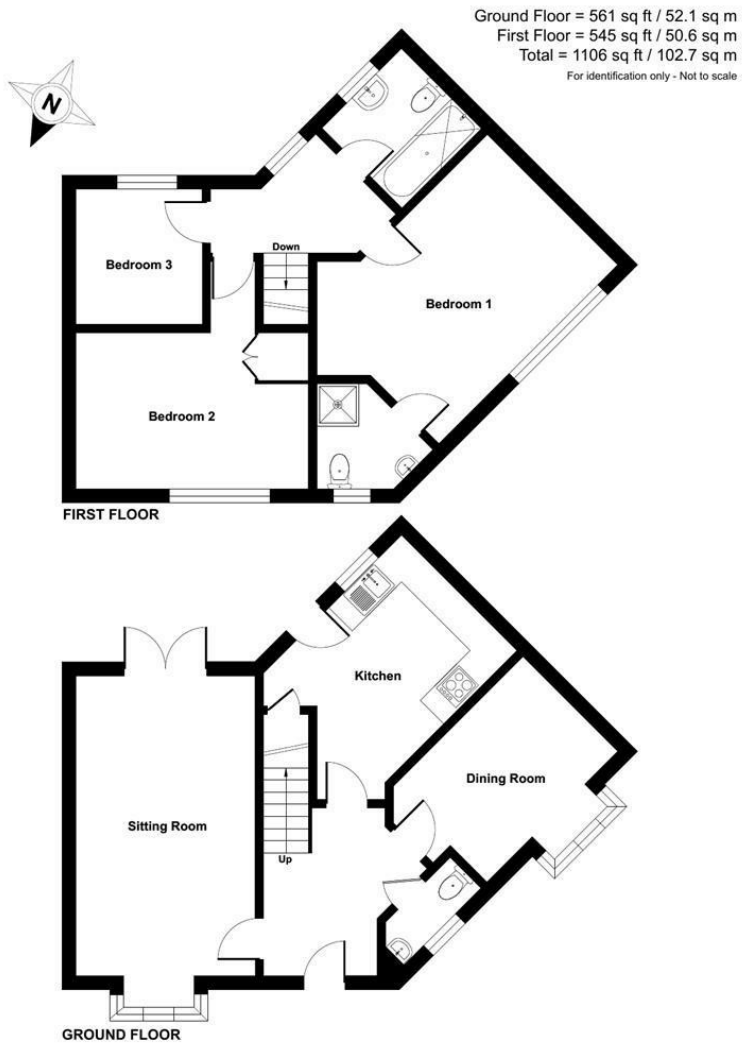 Ground Floor = 561 sq ft / 52.1 sq m
First Floor = 545 sq ft / 50.6 sq m
Total = 1106 sq ft / 102.7 sq m
For identification only - Not to scale
N
Bedroom 3
Down
Bedroom 1
Bedroom 2
FIRST FLOOR
Kitchen
Dining Room
Sitting Room
Up
GROUND FLOOR